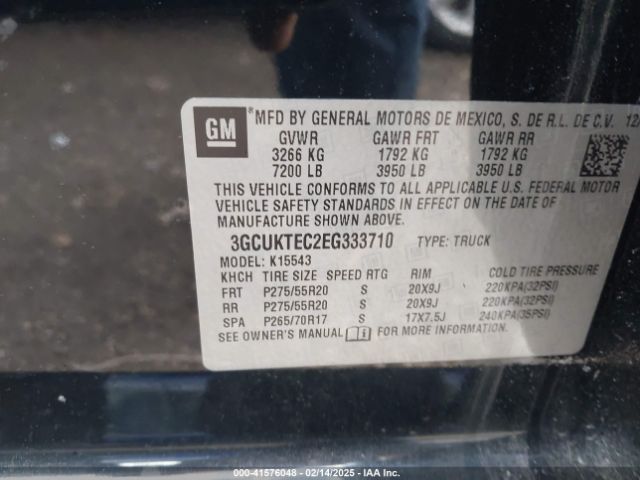 GM ® MFD BY GENERAL MOTORS DE MEXICO, S. DE R.L. DE C.V.
GVWR GAWR FRT GAWR RR
3266 KG 1792 KG 1792 KG
7200 LB 3950 LB 3950 LB
THIS VEHICLE CONFORMS TO ALL APPLICABLE U.S. FEDERAL MOTOR
VEHICLE SAFETY STANDARDS IN EFFECT ON THE DATE OF
MANUFACTURE SHOWN ABOVE.
3GCUKTEC2EG333710 TYPE: TRUCK
MODEL: K15543
KHCH TIRE SIZE SPEED RTG RIM COLD TIRE PRESSURE
FRT P275/55R20 S 20X9J 220KPA(32PSI)
RR P275/55R20 S 20X9J 220KPA(32PSI)
SPA P265/70R17 S 17X7.5J 240KPA(35PSI)
SEE OWNER'S MANUAL FOR MORE INFORMATION.
000-41576048 - 02/14/2025 - IAA Inc.